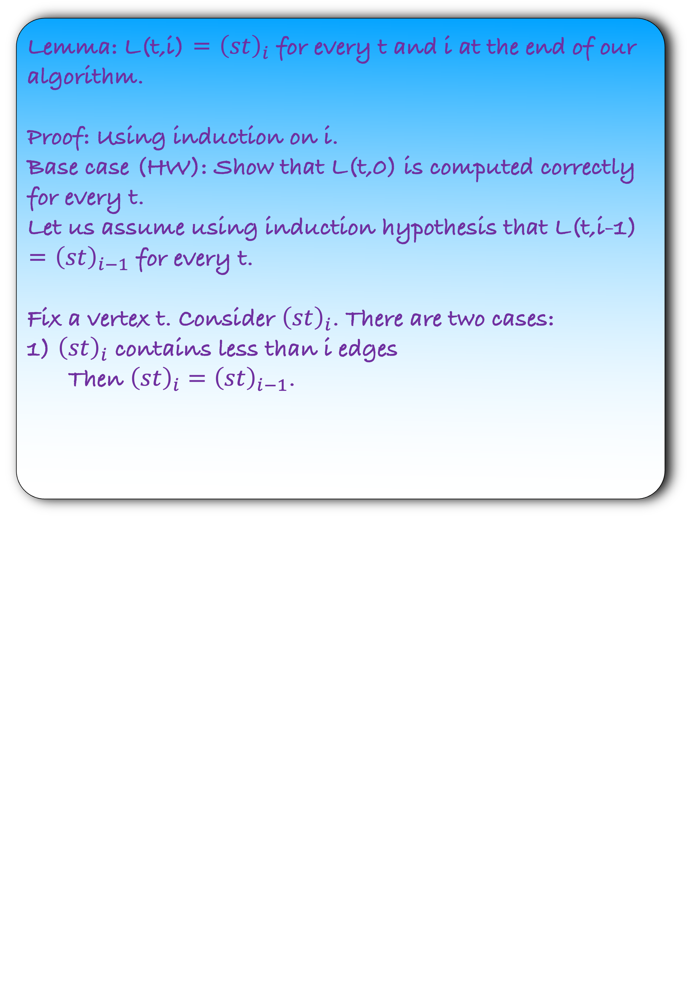 Lemma: L(t,i) = (st)_i for every t and i at the end of our
algorithm.
Proof: Using induction on i.
Base case (HW): Show that L(t,0) is computed correctly
for every t.
Let us assume using induction hypothesis that L(t,i-1)
= (st)_{i−1} for every t.
Fix a vertex t. Consider (st)_i. There are two cases:
1) (st)_i contains less than i edges
Then (st)_i = (st)_{i−1}.